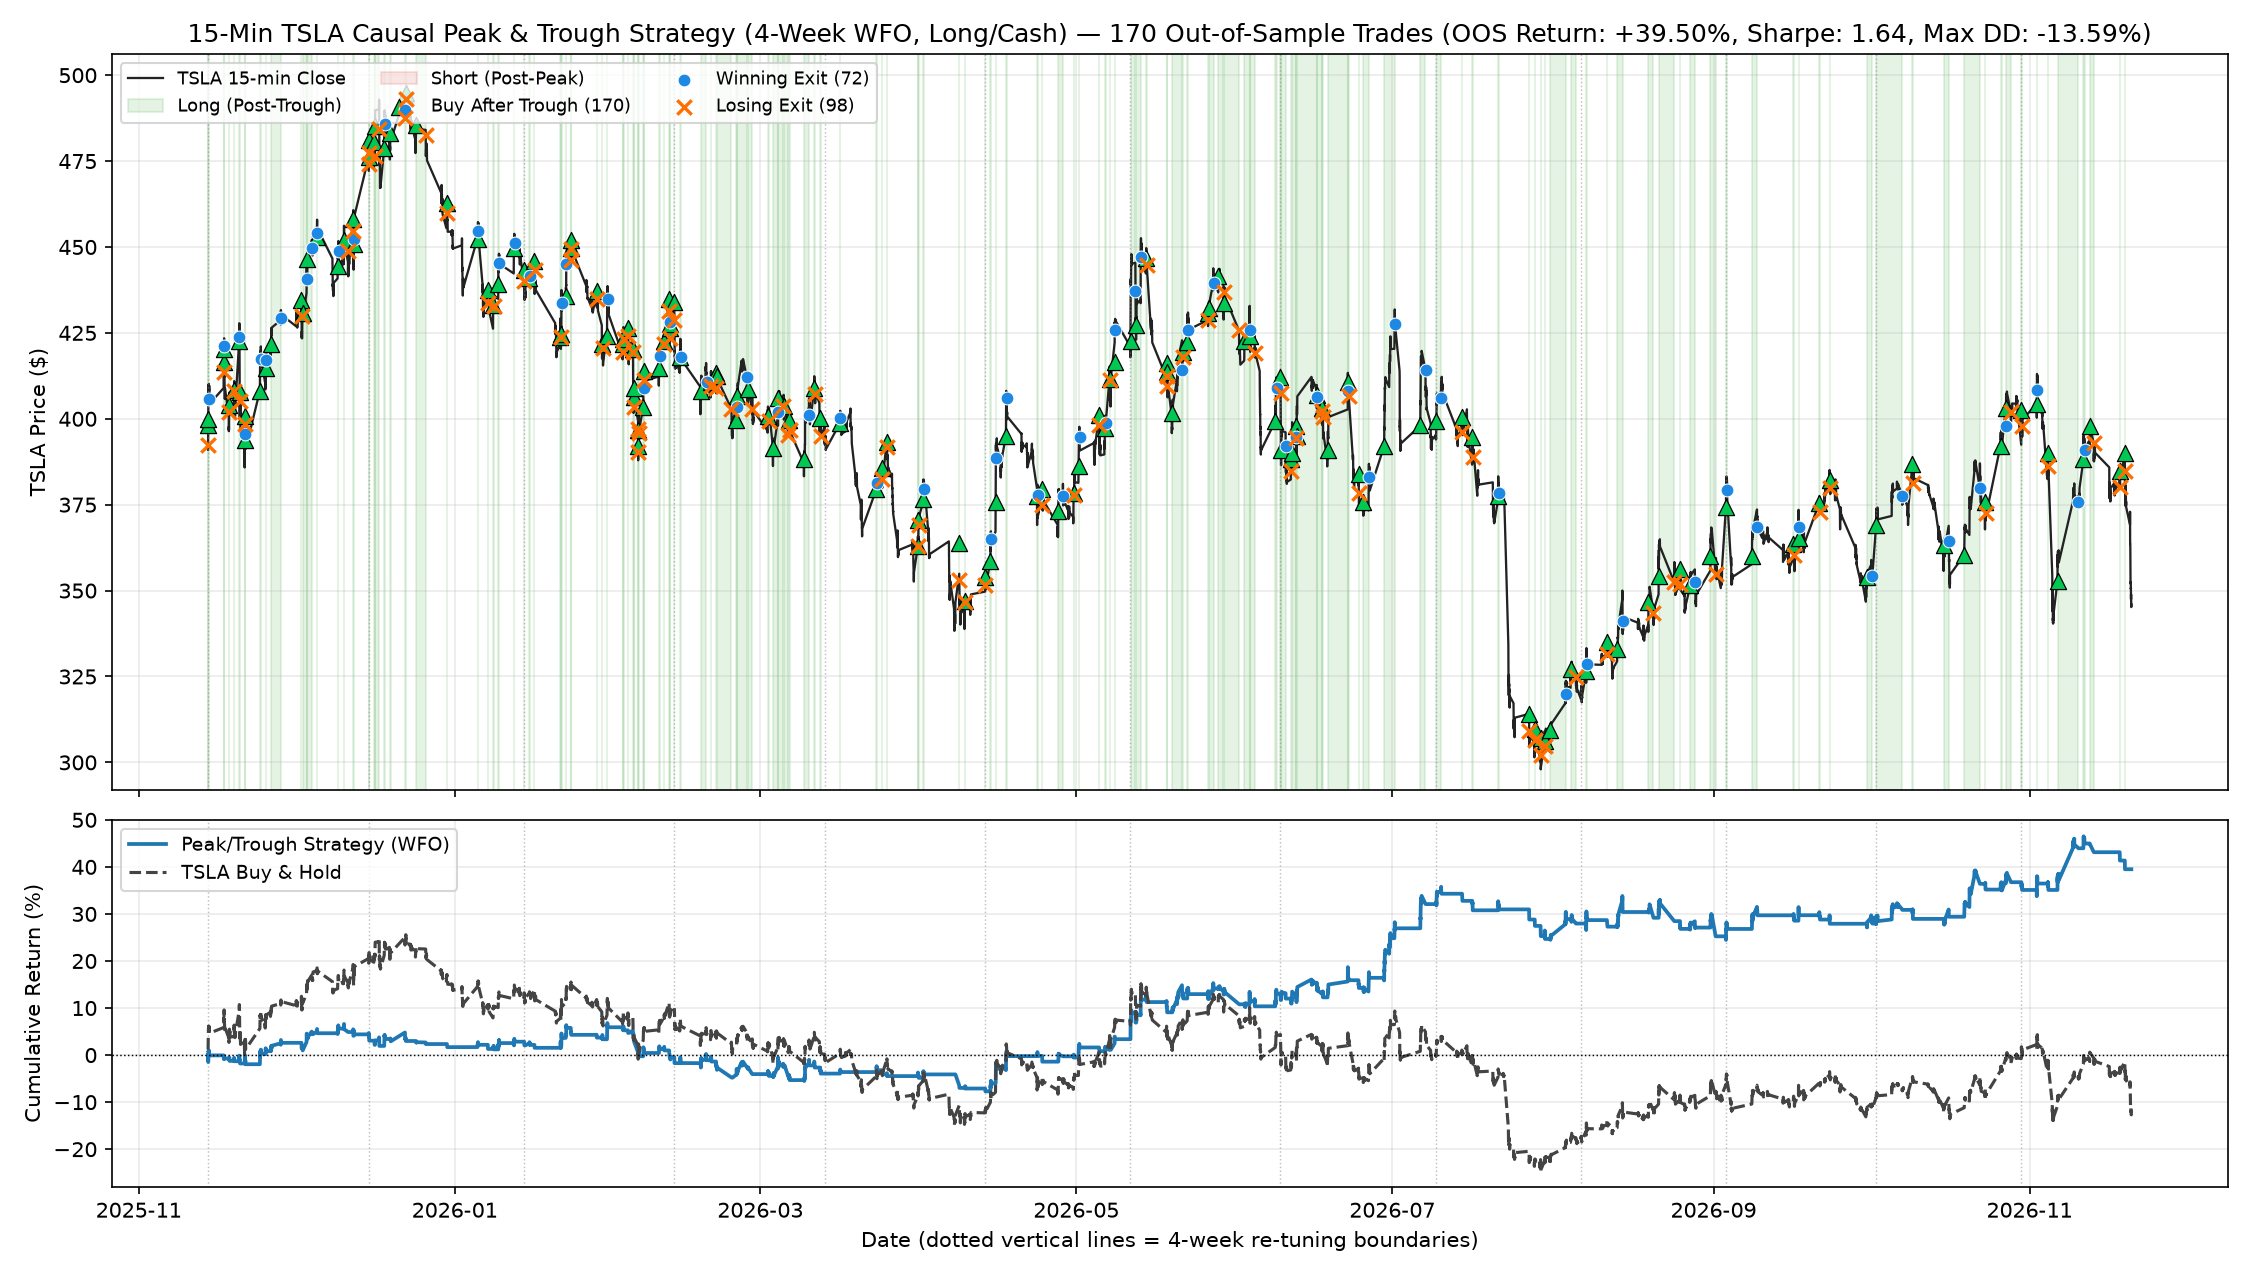 15-Min TSLA Causal Peak & Trough Strategy (4-Week WFO, Long/Cash) — 170 Out-of-Sample Trades (OOS Return: +39.50%, Sharpe: 1.64, Max DD: -13.59%)
TSLA 15-min Close
Long (Post-Trough)
Short (Post-Peak)
Buy After Trough (170)
Winning Exit (72)
Losing Exit (98)
TSLA Price ($)
500
475
450
425
400
375
350
325
300
Peak/Trough Strategy (WFO)
TSLA Buy & Hold
Cumulative Return (%)
50
40
30
20
10
0
−10
−20
2025-11
2026-01
2026-03
2026-05
2026-07
2026-09
2026-11
Date (dotted vertical lines = 4-week re-tuning boundaries)